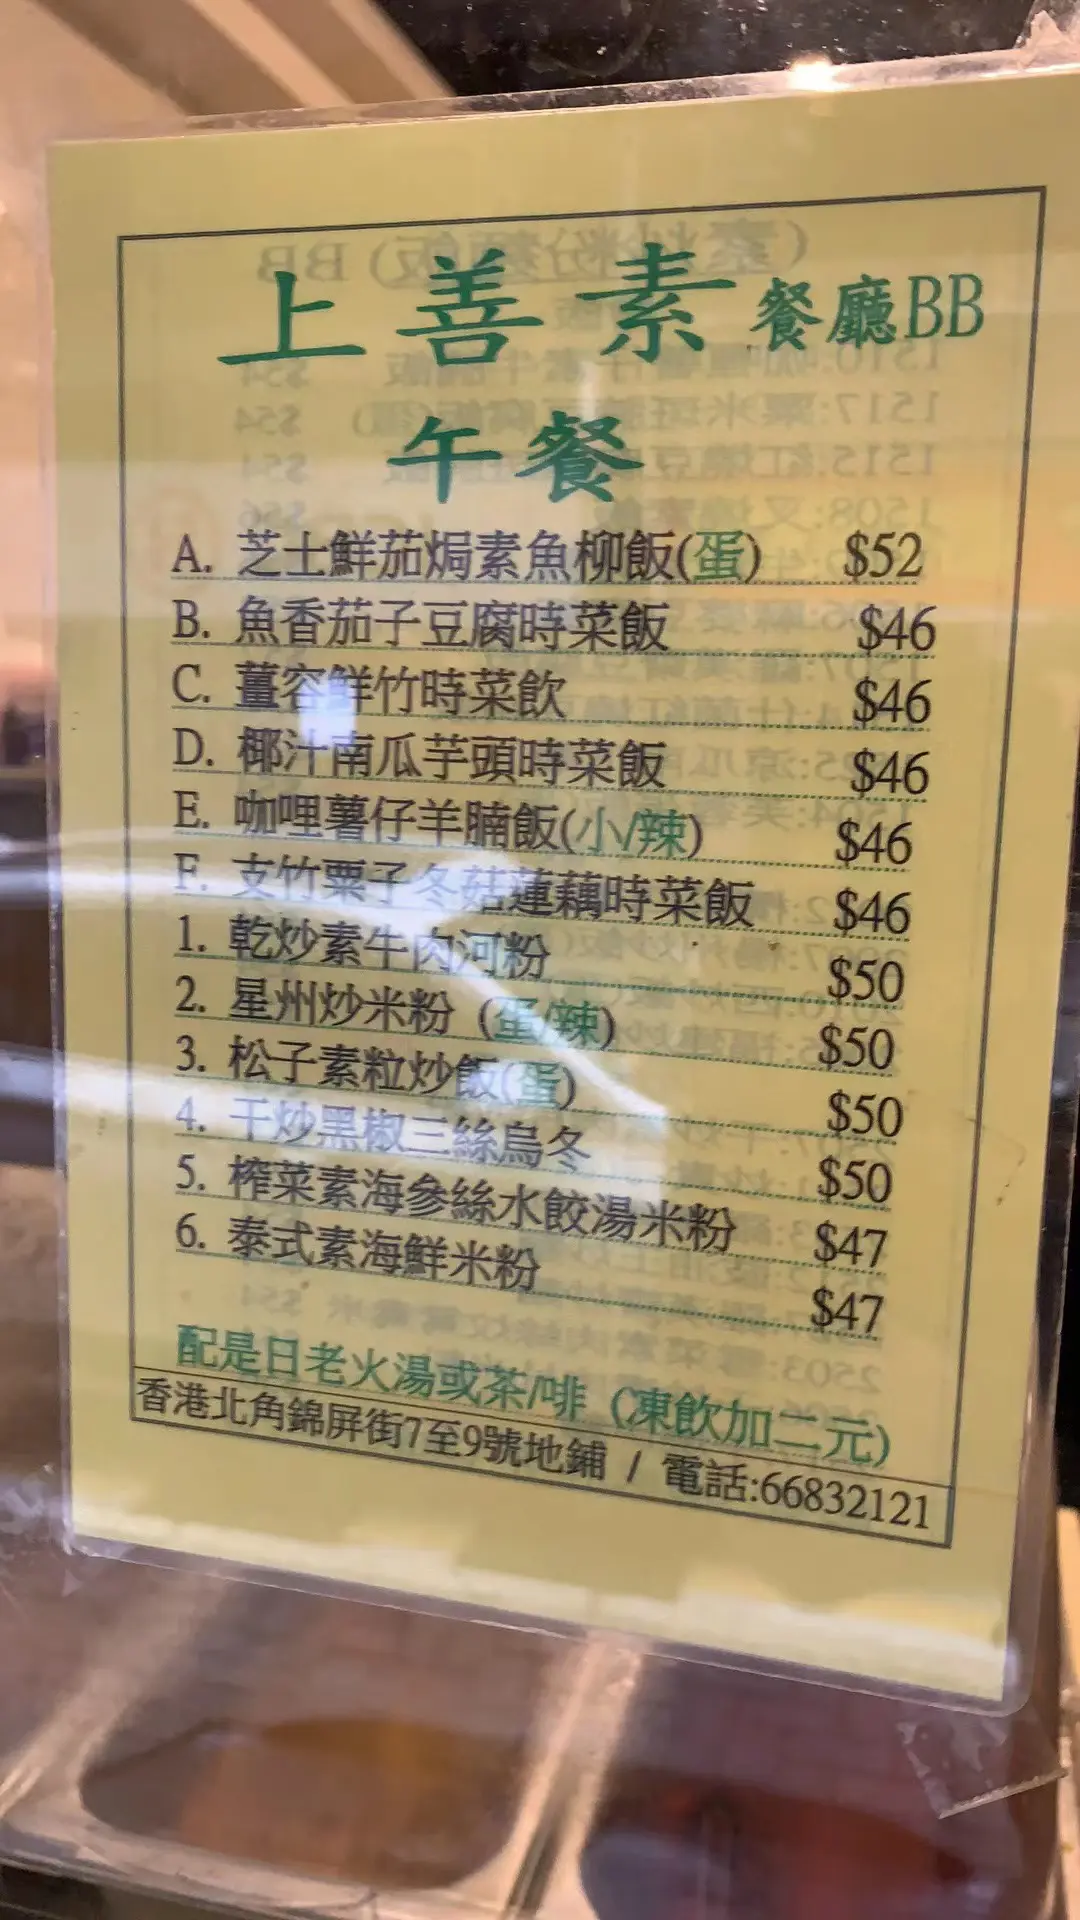 上善素餐廳BB
午餐
A. 芝士鮮茄焗素魚柳飯(蛋) $52
B. 魚香茄子豆腐時菜飯 $46
C. 薑容鮮竹時菜飲 $46
D. 椰汁南瓜芋頭時菜飯 $46
E. 咖哩薯仔羊腩飯(小/辣) $46
F. 支竹粟子冬菇蓮藕時菜飯 $46
1. 乾炒素牛肉河粉 $50
2. 星州炒米粉 (蛋/辣) $50
3. 松子素粒炒飯(蛋) $50
4. 干炒黑椒三絲烏冬 $50
5. 榨菜素海參絲水餃湯米粉 $47
6. 泰式素海鮮米粉 $47
配是日老火湯或茶/啡 (凍飲加二元)
香港北角錦屏街7至9號地鋪 / 電話:66832121